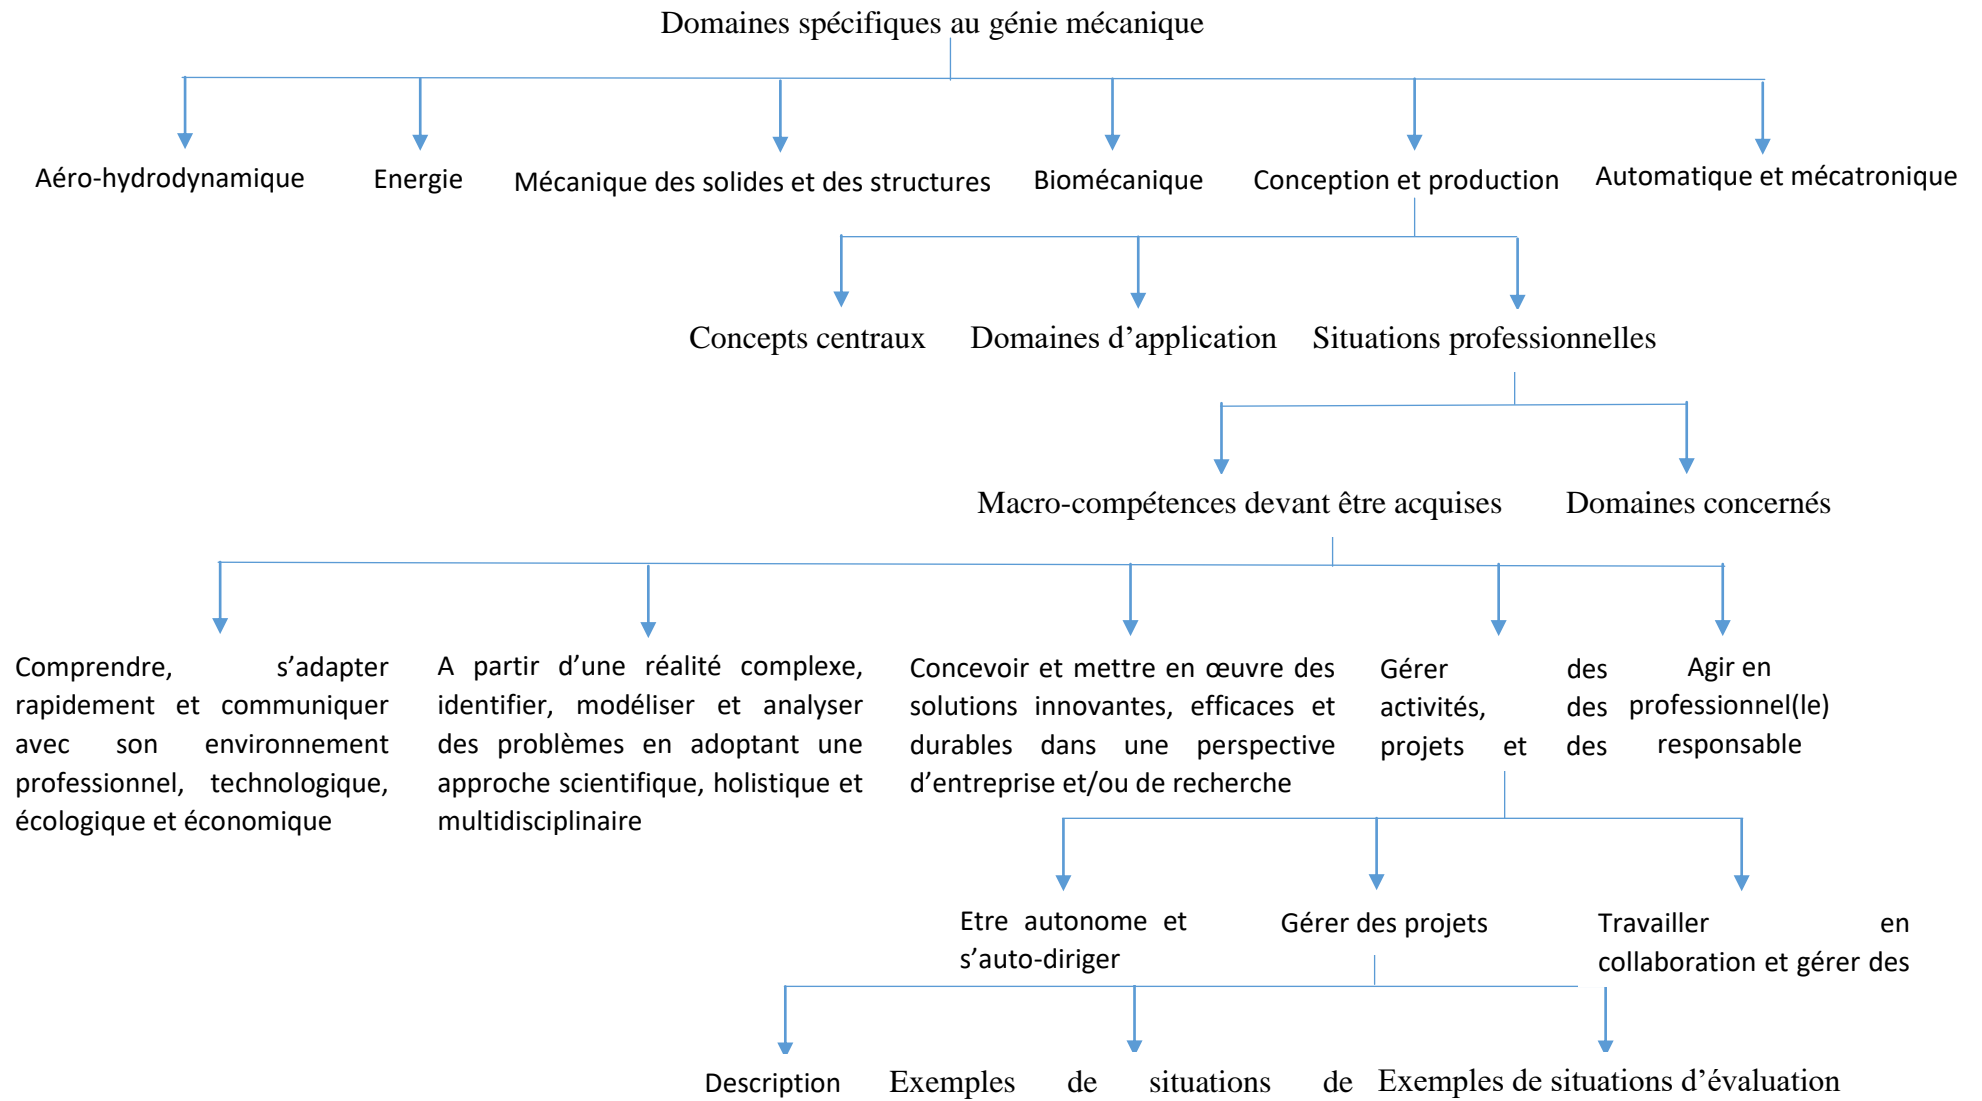 Domaines spécifiques au génie mécanique
Aéro-hydrodynamique
Energie
Mécanique des solides et des structures
Biomécanique
Conception et production
Automatique et mécatronique
Concepts centraux
Domaines d’application
Situations professionnelles
Macro-compétences devant être acquises
Domaines concernés
Comprendre, s’adapter
rapidement et communiquer
avec son environnement
professionnel, technologique,
écologique et économique
A partir d’une réalité complexe,
identifier, modéliser et analyser
des problèmes en adoptant une
approche scientifique, holistique et
multidisciplinaire
Concevoir et mettre en œuvre des
solutions innovantes, efficaces et
durables dans une perspective
d’entreprise et/ou de recherche
Gérer des
activités, des
projets et des
Agir en
professionnel(le)
responsable
Etre autonome et
s’auto-diriger
Gérer des projets
Travailler en
collaboration et gérer des
Description
Exemples de situations de
Exemples de situations d’évaluation